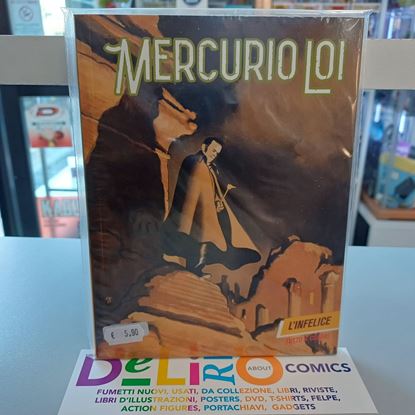 MERCURIO LOI
L'INFELICE
€ 5,90
DELIRIO
ABOUT COMICS
FUMETTI NUOVI, USATI, DA COLLEZIONE, LIBRI, RIVISTE,
LIBRI D'ILLUSTRAZIONI, POSTERS, DVD, T-SHIRTS, FELPE,
ACTION FIGURES, PORTACHIAVI, GADGETS